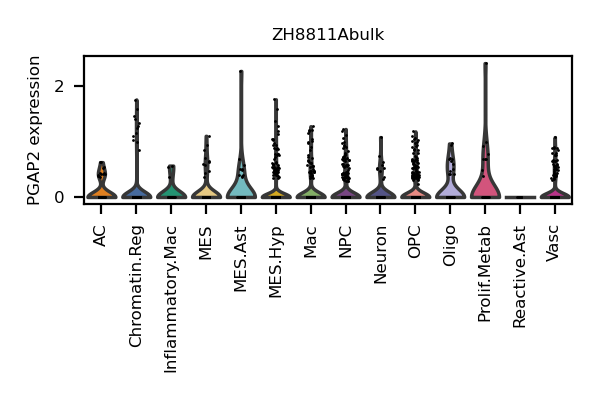 ZH8811Abulk
PGAP2 expression
2
0
AC
Chromatin.Reg
Inflammatory.Mac
MES
MES.Ast
MES.Hyp
Mac
NPC
Neuron
OPC
Oligo
Prolif.Metab
Reactive.Ast
Vasc